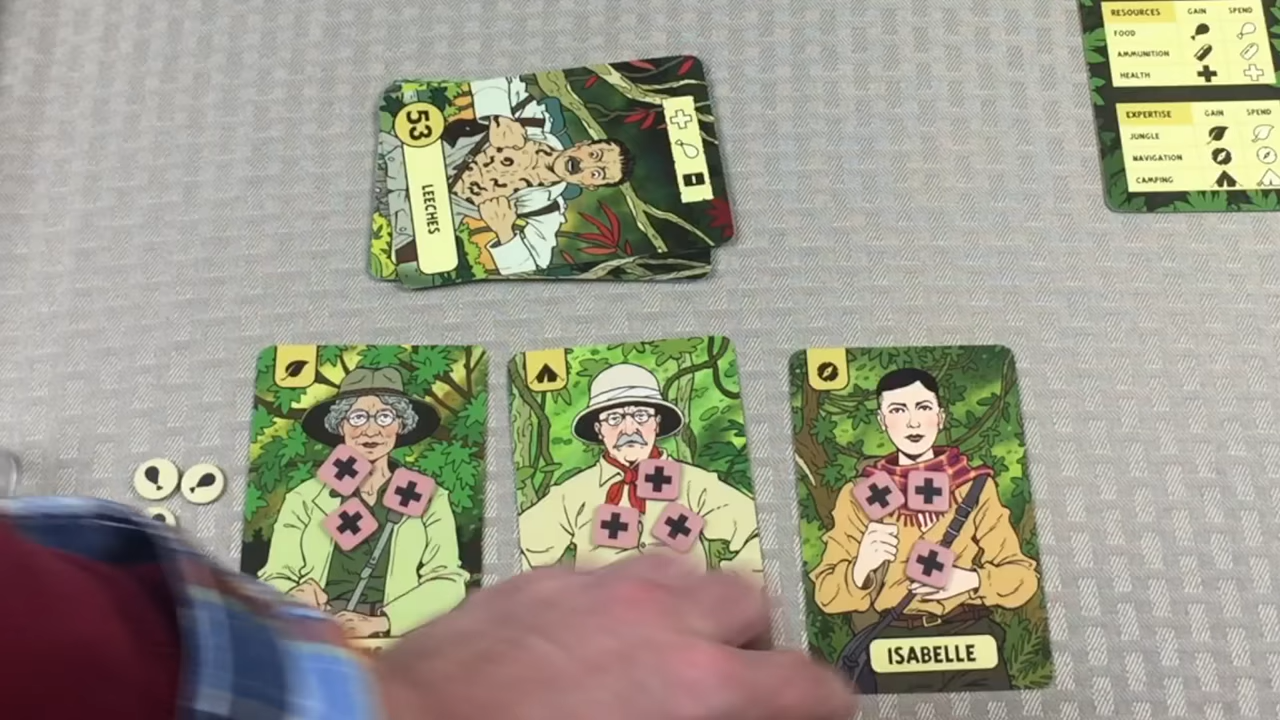 RESOURCES GAIN SPEND
FOOD
AMMUNITION
HEALTH
EXPERTISE GAIN SPEND
JUNGLE
NAVIGATION
CAMPING
53
LEECHES
ISABELLE